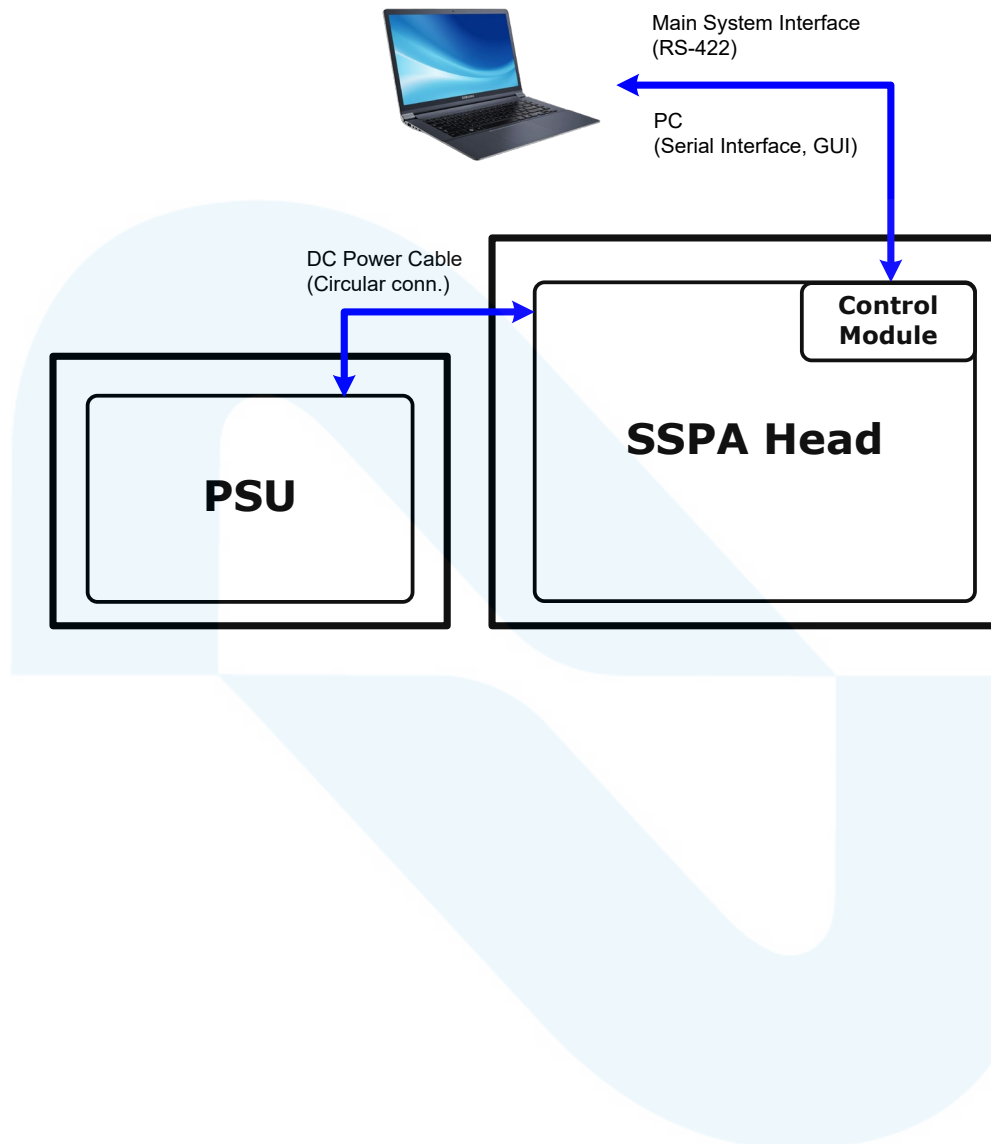 Main System Interface
(RS-422)
PC
(Serial Interface, GUI)
DC Power Cable
(Circular conn.)
Control
Module
SSPA Head
PSU